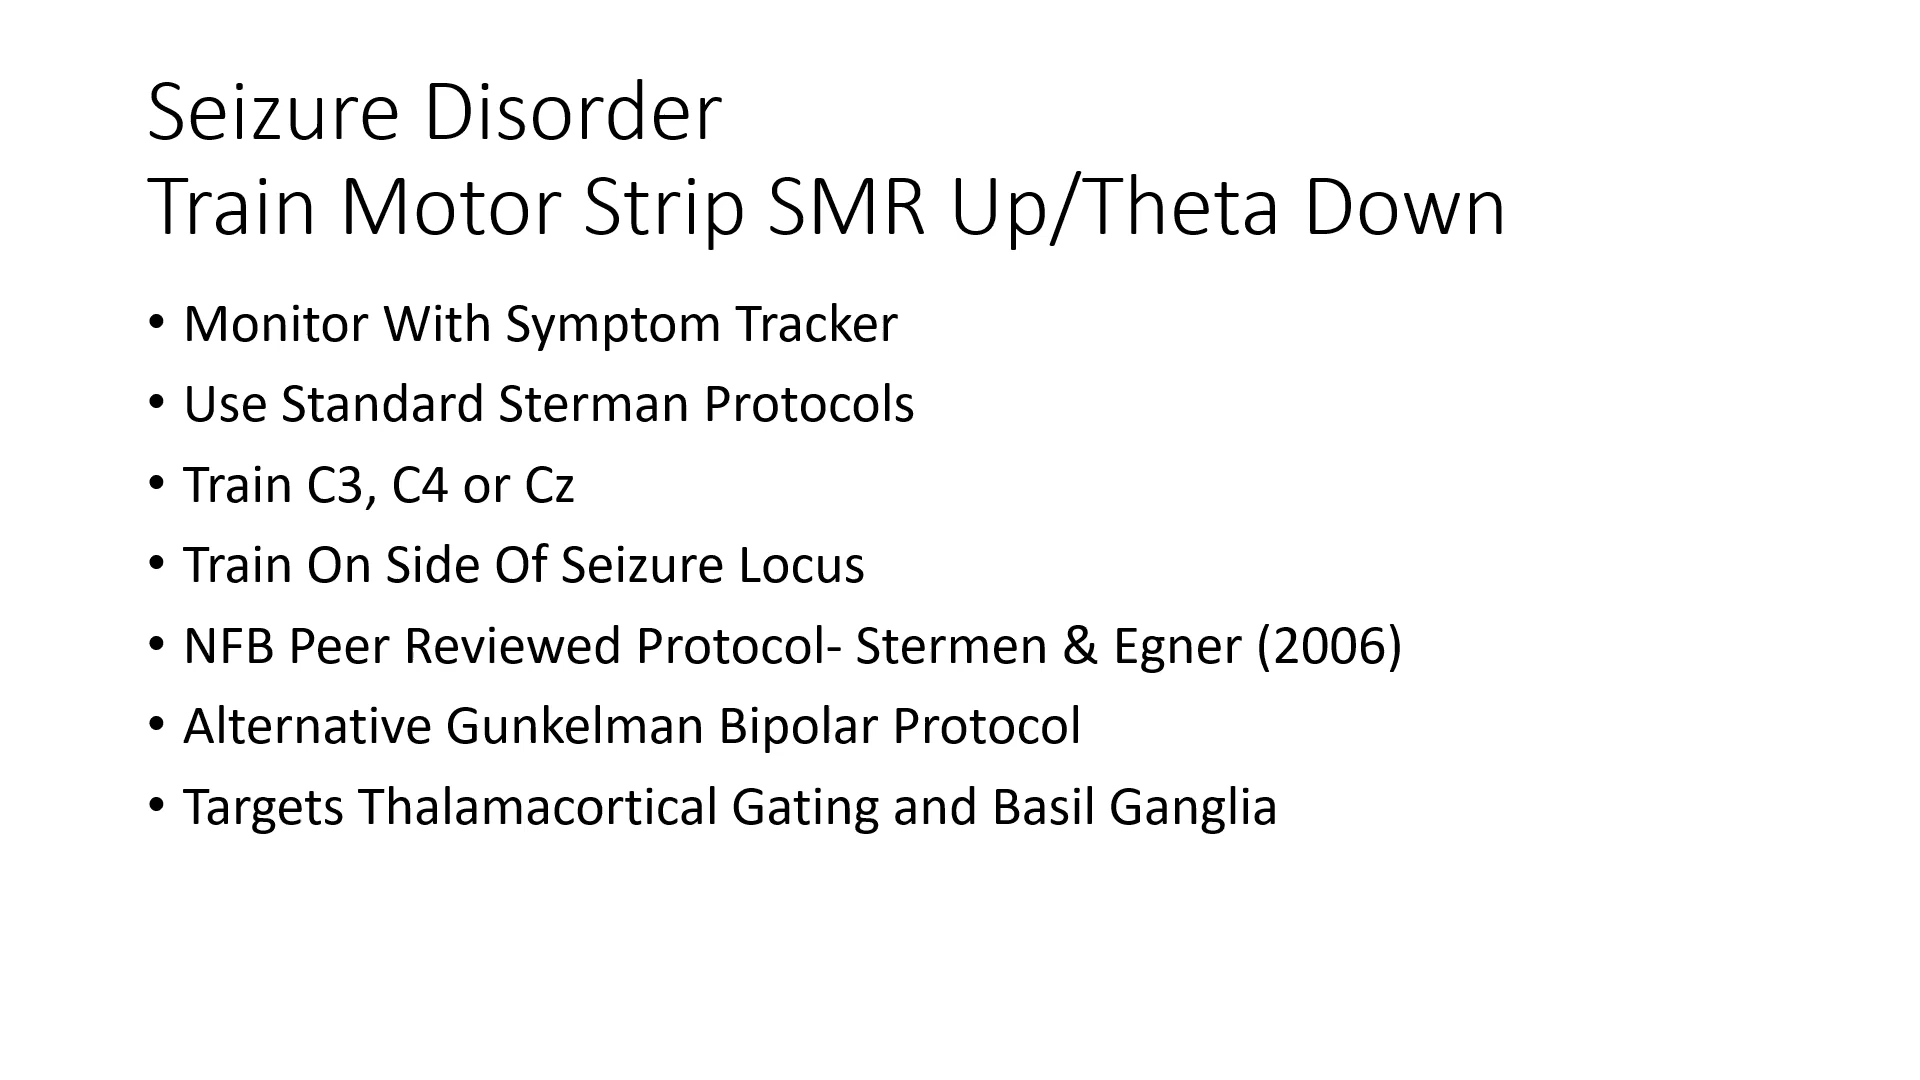 Seizure Disorder
Train Motor Strip SMR Up/Theta Down
• Monitor With Symptom Tracker
• Use Standard Sterman Protocols
• Train C3, C4 or Cz
• Train On Side Of Seizure Locus
• NFB Peer Reviewed Protocol- Stermen & Egner (2006)
• Alternative Gunkelman Bipolar Protocol
• Targets Thalamacortical Gating and Basil Ganglia